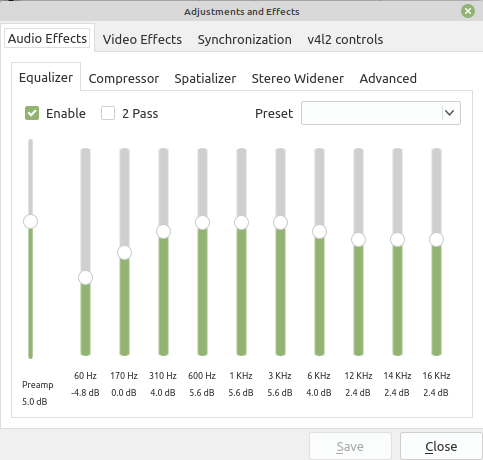 Adjustments and Effects
Audio Effects Video Effects Synchronization v4l2 controls
Equalizer Compressor Spatializer Stereo Widener Advanced
Enable 2 Pass Preset
60 Hz 170 Hz 310 Hz 600 Hz 1 KHz 3 KHz 6 KHz 12 KHz 14 KHz 16 KHz
Preamp -4.8 dB 0.0 dB 4.0 dB 5.6 dB 5.6 dB 5.6 dB 4.0 dB 2.4 dB 2.4 dB 2.4 dB
5.0 dB
Save Close